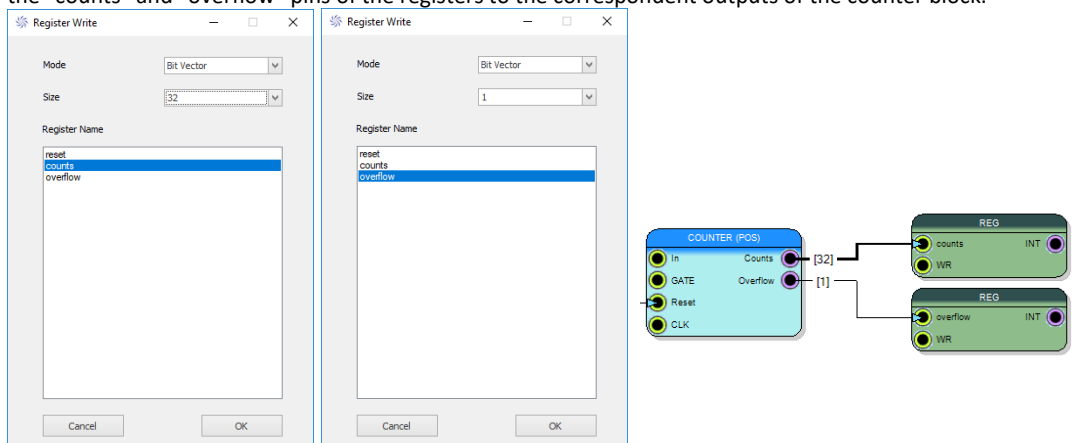 the "counts" and "overflow" pins of the registers to the correspondent outputs of the counter block.
Register Write
Mode
Bit Vector
Size
32
Register Name
reset
counts
overflow
Cancel
OK
Register Write
Mode
Bit Vector
Size
1
Register Name
reset
counts
overflow
Cancel
OK
COUNTER (POS)
In
Counts
[32]
GATE
Overflow
[1]
Reset
CLK
REG
counts
INT
WR
REG
overflow
INT
WR